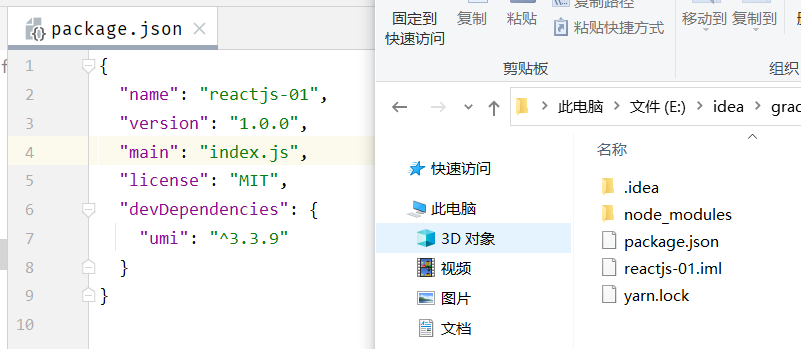 package.json
1 {
2 "name": "reactjs-01",
3 "version": "1.0.0",
4 "main": "index.js",
5 "license": "MIT",
6 "devDependencies": {
7 "umi": "^3.3.9"
8 }
9 }
10
固定到
快速访问
复制
粘贴
复制路径
粘贴快捷方式
剪贴板
移动到
复制到
组织
此电脑 > 文件 (E:) > idea >
名称
快速访问
此电脑
3D 对象
视频
图片
文档
.idea
node_modules
package.json
reactjs-01.iml
yarn.lock